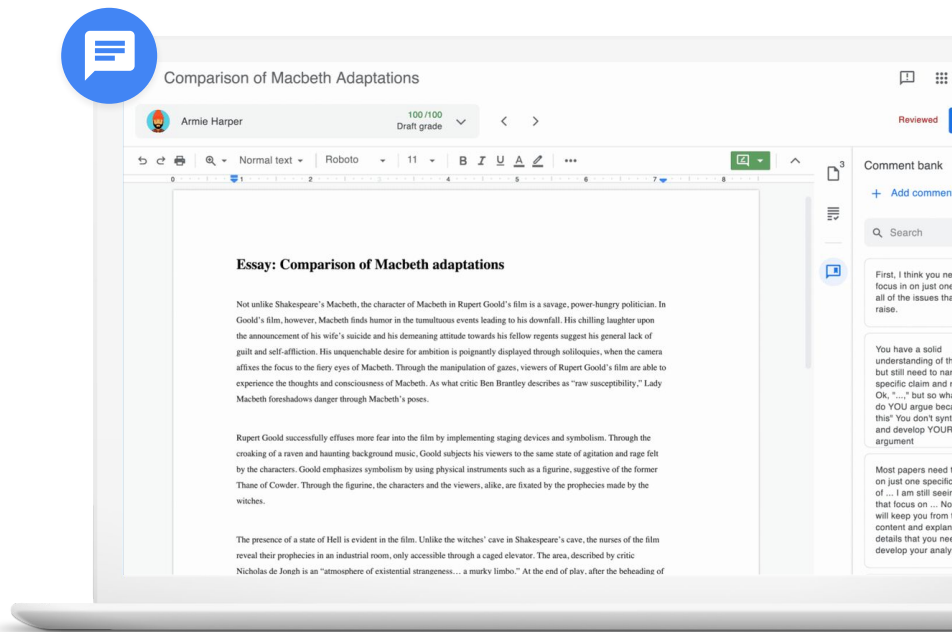 Comparison of Macbeth Adaptations
Armie Harper
100/100
Draft grade
Reviewed
Normal text
Roboto
11
B I U A
0 1 2 3 4 5 6 7 8
3
Comment bank
Essay: Comparison of Macbeth adaptations
Not unlike Shakespeare's Macbeth, the character of Macbeth in Rupert Goold's film is a savage, power-hungry politician. In
Goold's film, however, Macbeth finds humor in the tumultuous events leading to his downfall. His chilling laughter upon
the announcement of his wife's suicide and his demeaning attitude towards his fellow regents suggest his general lack of
guilt and self-affliction. His unquenchable desire for ambition is poignantly displayed through soliloquies, when the camera
affixes the focus to the fiery eyes of Macbeth. Through the manipulation of gazes, viewers of Rupert Goold's film are able to
experience the thoughts and consciousness of Macbeth. As what critic Ben Brantley describes as "raw susceptibility," Lady
Macbeth foreshadows danger through Macbeth's poses.
Rupert Goold successfully effuses more fear into the film by implementing staging devices and symbolism. Through the
croaking of a raven and haunting background music, Goold subjects his viewers to the same state of agitation and rage felt
by the characters. Goold emphasizes symbolism by using physical instruments such as a figurine, suggestive of the former
Thane of Cowder. Through the figurine, the characters and the viewers, alike, are fixated by the prophecies made by the
witches.
The presence of a state of Hell is evident in the film. Unlike the witches' cave in Shakespeare's cave, the nurses of the film
reveal their prophecies in an industrial room, only accessible through a caged elevator. The area, described by critic
Nicholas de Jongh is an "atmosphere of existential strangeness… a murky limbo." At the end of play, after the beheading of
+ Add commen
Search
First, I think you ne
focus in on just one
all of the issues tha
raise.
You have a solid
understanding of th
but still need to nar
specific claim and
Ok, "...," but so wha
do YOU argue beca
this" You don't synt
and develop YOUR
argument
Most papers need t
on just one specific
of ... I am still seein
that focus on ... No
will keep you from
content and explan
details that you nee
develop your analy